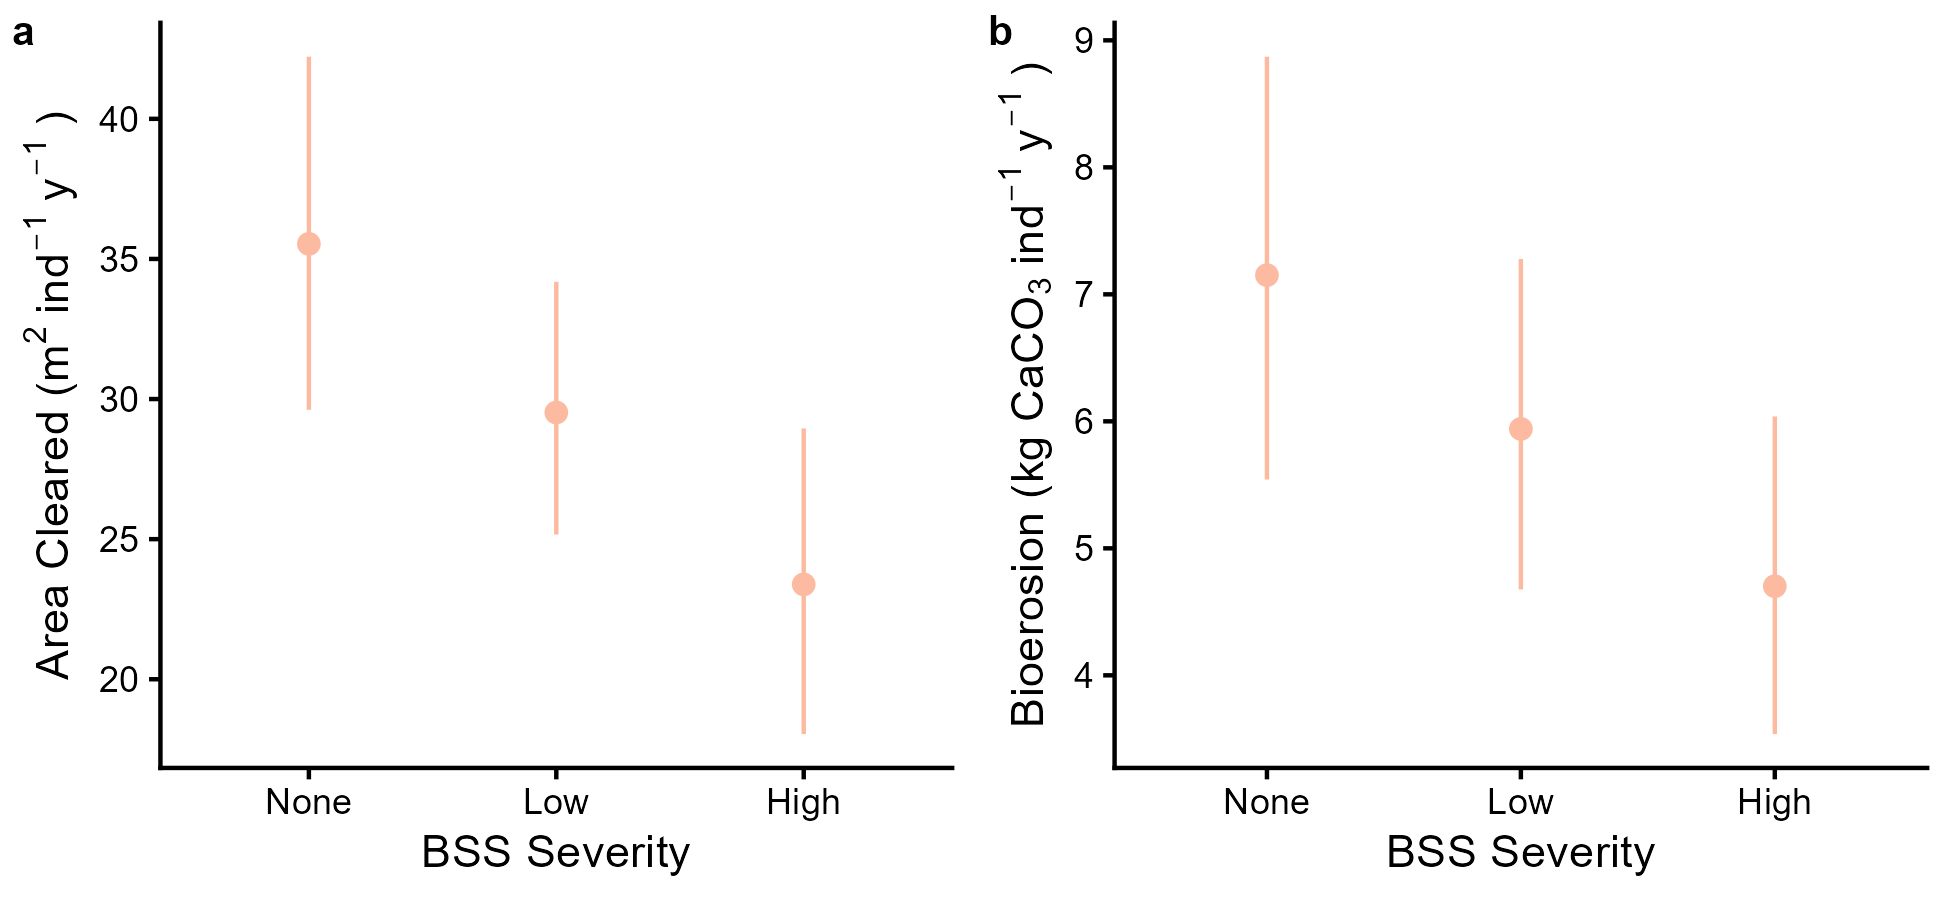 a
Area Cleared (m² ind⁻¹ y⁻¹ )
40
35
30
25
20
None Low High
BSS Severity
b
Bioerosion (kg CaCO₃ ind⁻¹ y⁻¹ )
9
8
7
6
5
4
None Low High
BSS Severity